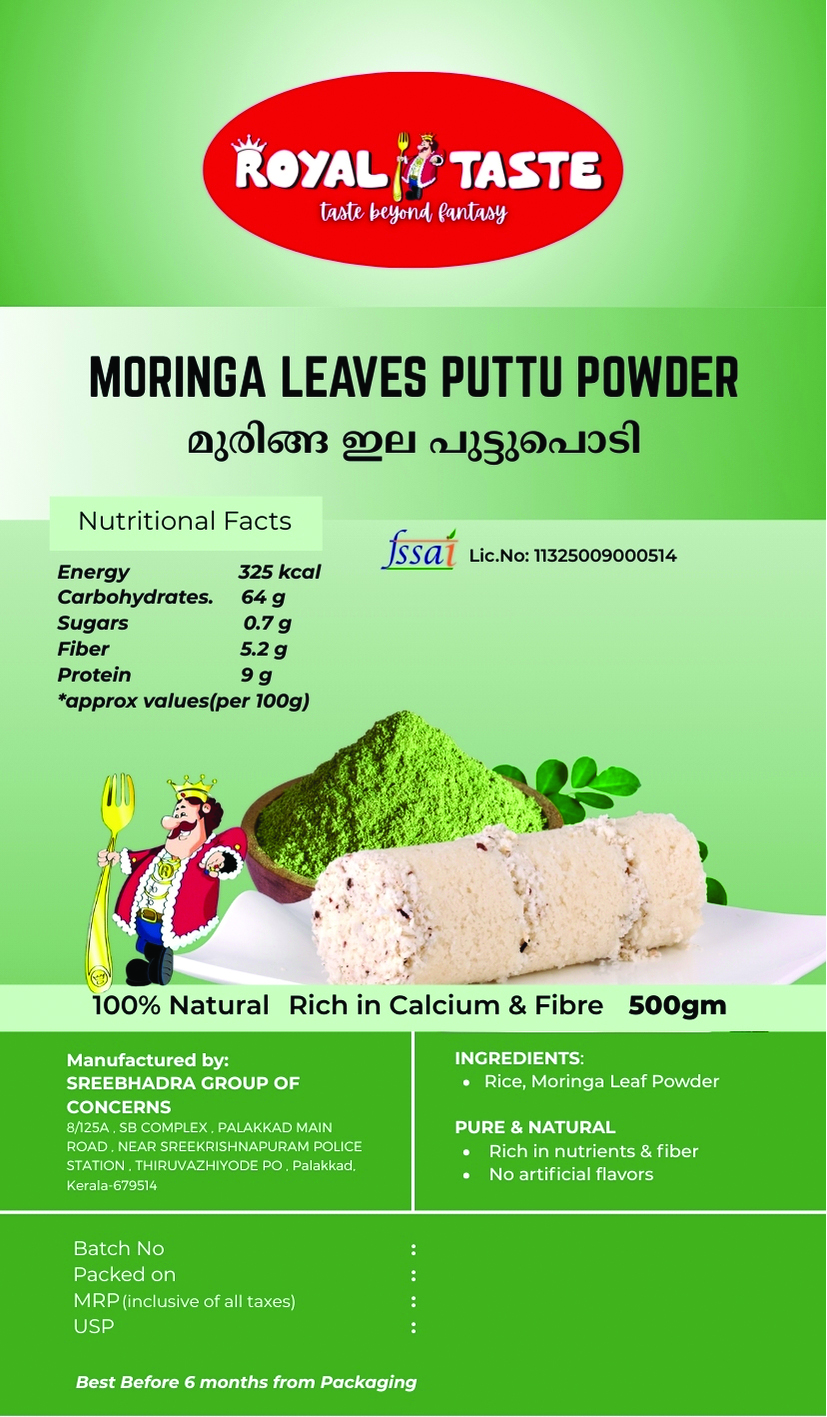 ROYAL TASTE
taste beyond fantasy
MORINGA LEAVES PUTTU POWDER
മുരിങ്ങ ഇല പുട്ടുപൊടി
Nutritional Facts
Energy 325 kcal
Carbohydrates. 64 g
Sugars 0.7 g
Fiber 5.2 g
Protein 9 g
*approx values(per 100g)
fssai Lic.No: 11325009000514
100% Natural Rich in Calcium & Fibre 500gm
Manufactured by:
SREEBHADRA GROUP OF
CONCERNS
8/125A , SB COMPLEX , PALAKKAD MAIN
ROAD , NEAR SREEKRISHNAPURAM POLICE
STATION , THIRUVAZHIYODE PO , Palakkad,
Kerala-679514
INGREDIENTS:
• Rice, Moringa Leaf Powder
PURE & NATURAL
• Rich in nutrients & fiber
• No artificial flavors
Batch No :
Packed on :
MRP(inclusive of all taxes) :
USP :
Best Before 6 months from Packaging